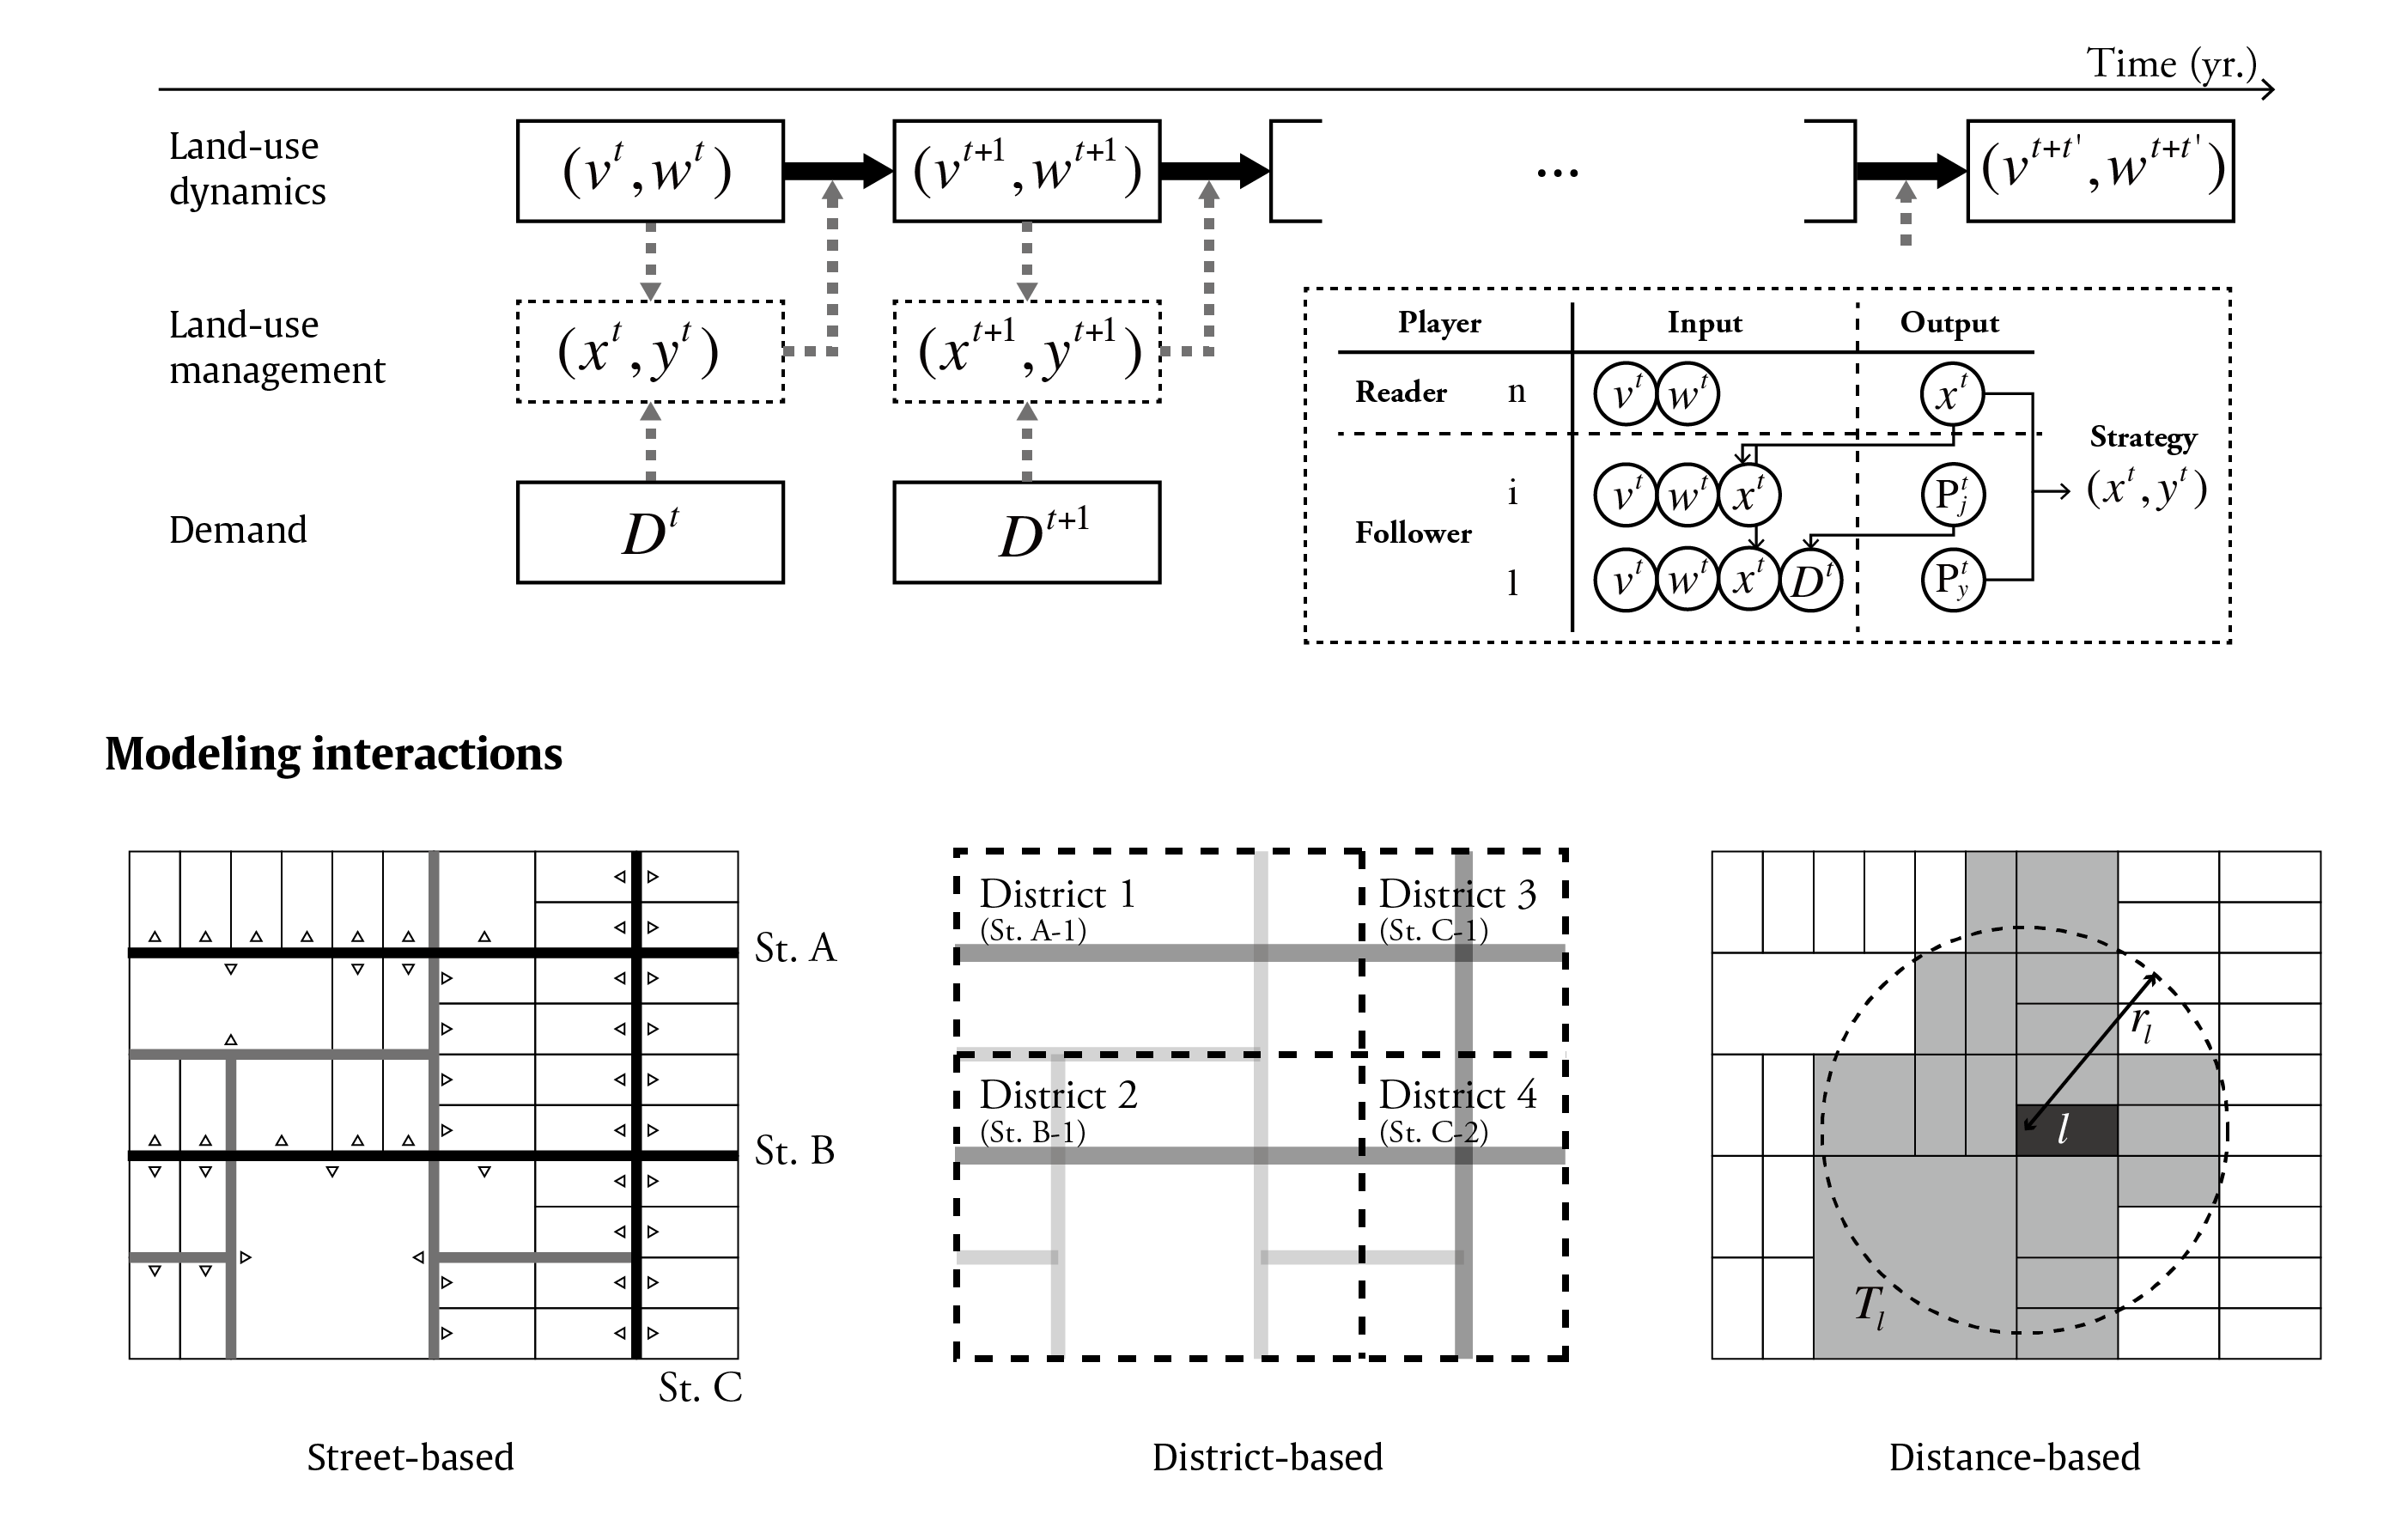 Time (yr.)
Land-use
dynamics
(v^t, w^t)
(v^{t+1}, w^{t+1})
...
(v^{t+t'}, w^{t+t'})
Land-use
management
(x^t, y^t)
(x^{t+1}, y^{t+1})
Demand
D^t
D^{t+1}
Player Input Output
Reader n v^t w^t x^t
Strategy
(x^t, y^t)
Follower
i v^t w^t x^t P_j^t
l v^t w^t x^t D^t P_y^t
Modeling interactions
St. A
St. B
St. C
Street-based
District 1
(St. A-1)
District 3
(St. C-1)
District 2
(St. B-1)
District 4
(St. C-2)
District-based
r_l
l
T_l
Distance-based